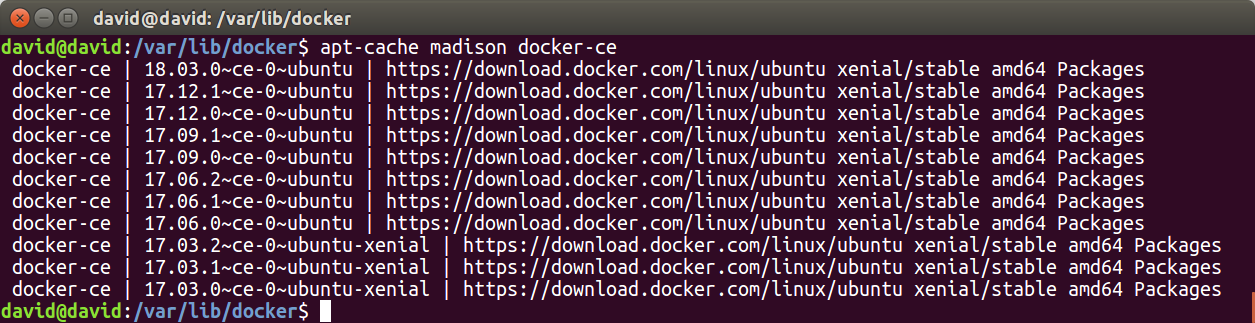 david@david: /var/lib/docker
david@david:/var/lib/docker$ apt-cache madison docker-ce
docker-ce | 18.03.0~ce-0~ubuntu | https://download.docker.com/linux/ubuntu xenial/stable amd64 Packages
docker-ce | 17.12.1~ce-0~ubuntu | https://download.docker.com/linux/ubuntu xenial/stable amd64 Packages
docker-ce | 17.12.0~ce-0~ubuntu | https://download.docker.com/linux/ubuntu xenial/stable amd64 Packages
docker-ce | 17.09.1~ce-0~ubuntu | https://download.docker.com/linux/ubuntu xenial/stable amd64 Packages
docker-ce | 17.09.0~ce-0~ubuntu | https://download.docker.com/linux/ubuntu xenial/stable amd64 Packages
docker-ce | 17.06.2~ce-0~ubuntu | https://download.docker.com/linux/ubuntu xenial/stable amd64 Packages
docker-ce | 17.06.1~ce-0~ubuntu | https://download.docker.com/linux/ubuntu xenial/stable amd64 Packages
docker-ce | 17.06.0~ce-0~ubuntu | https://download.docker.com/linux/ubuntu xenial/stable amd64 Packages
docker-ce | 17.03.2~ce-0~ubuntu-xenial | https://download.docker.com/linux/ubuntu xenial/stable amd64 Packages
docker-ce | 17.03.1~ce-0~ubuntu-xenial | https://download.docker.com/linux/ubuntu xenial/stable amd64 Packages
docker-ce | 17.03.0~ce-0~ubuntu-xenial | https://download.docker.com/linux/ubuntu xenial/stable amd64 Packages
david@david:/var/lib/docker$